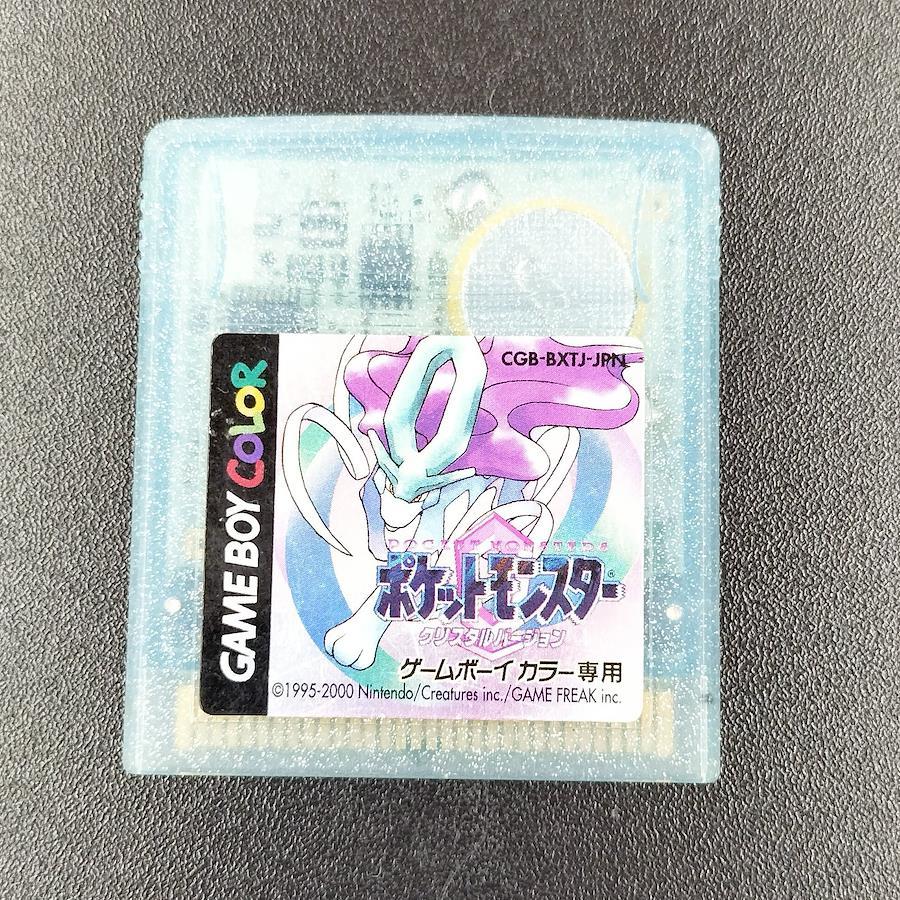 GAME BOY COLOR
CGB-BXTJ-JPN
POCKET MONSTERS
ポケットモンスター®
クリスタルバージョン
ゲームボーイ カラー専用
©1995-2000 Nintendo/Creatures inc./GAME FREAK inc.